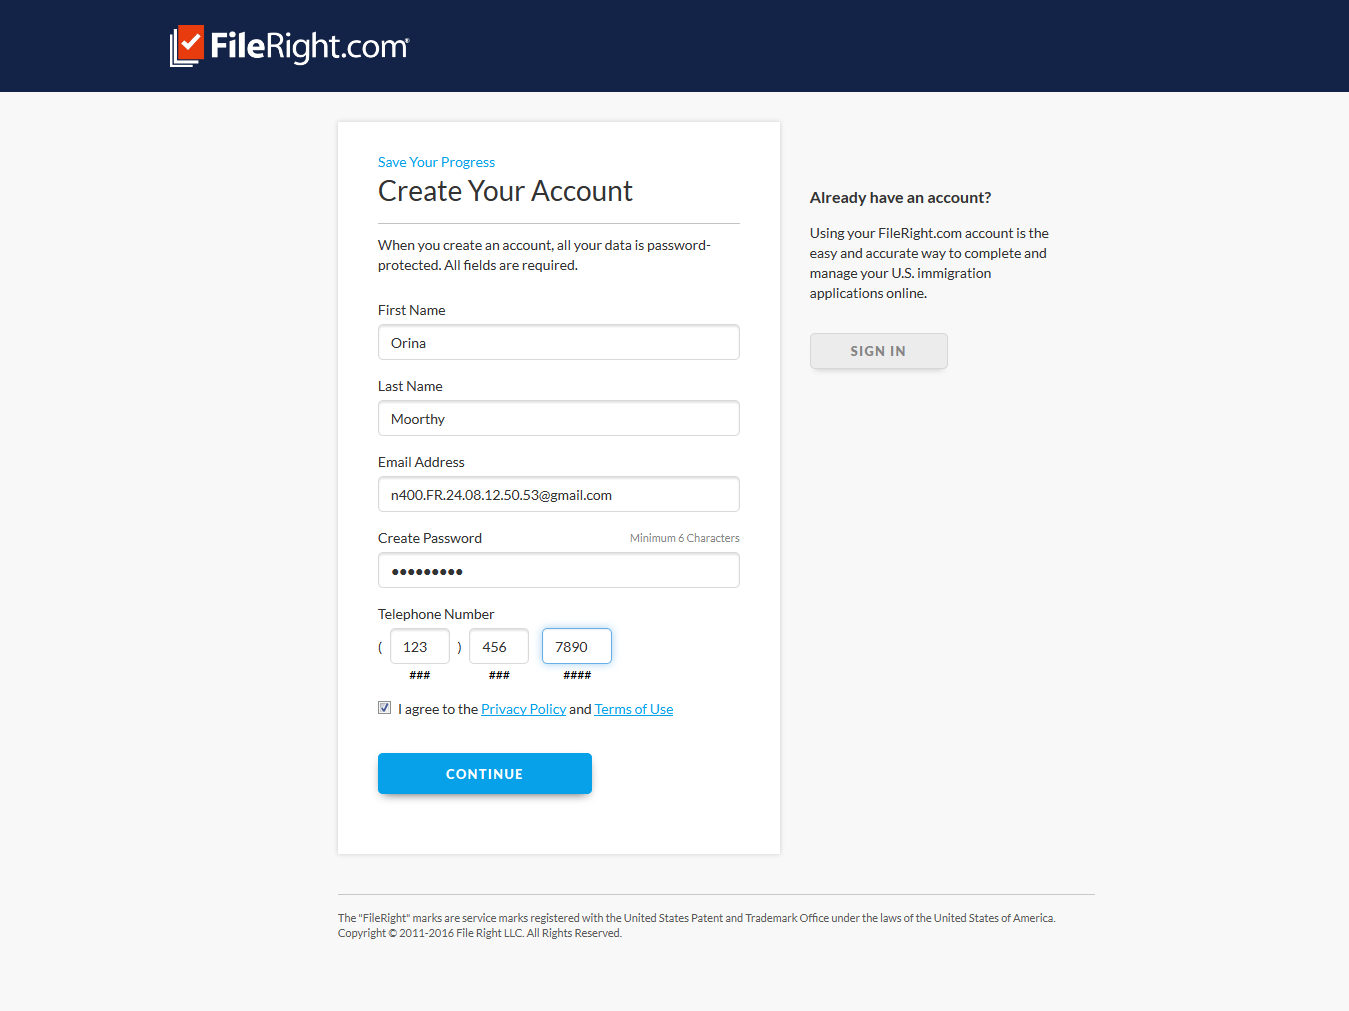 FileRight.com®
Save Your Progress
Create Your Account
When you create an account, all your data is password-
protected. All fields are required.
First Name
Orina
Last Name
Moorthy
Email Address
n400.FR.24.08.12.50.53@gmail.com
Create Password Minimum 6 Characters
•••••••••
Telephone Number
( 123 ) 456 7890
### ### ####
I agree to the Privacy Policy and Terms of Use
CONTINUE
Already have an account?
Using your FileRight.com account is the
easy and accurate way to complete and
manage your U.S. immigration
applications online.
SIGN IN
The "FileRight" marks are service marks registered with the United States Patent and Trademark Office under the laws of the United States of America.
Copyright © 2011-2016 File Right LLC. All Rights Reserved.